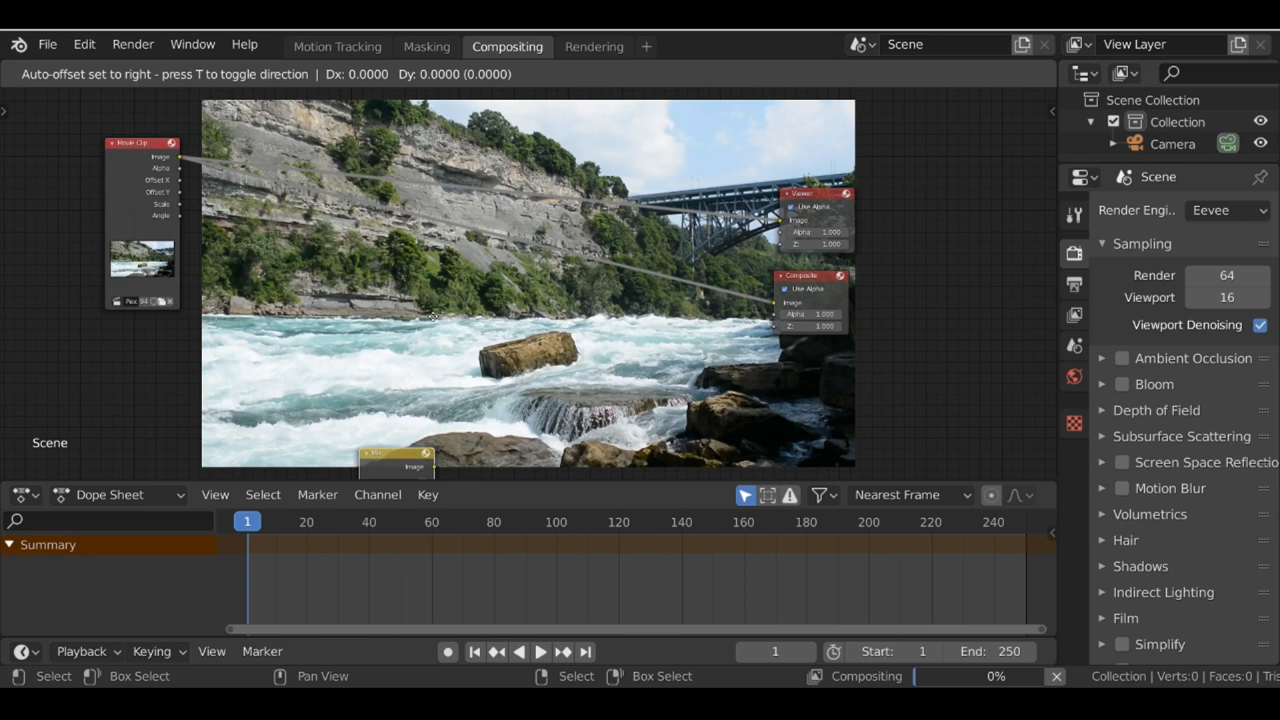 File Edit Render Window Help Motion Tracking Masking Compositing Rendering + Scene View Layer
Auto-offset set to right - press T to toggle direction | Dx: 0.0000 Dy: 0.0000 (0.0000)
Scene Collection
Collection
Camera
Movie Clip
Image
Alpha
Offset X
Offset Y
Scale
Angle
Pex 94
Viewer
Use Alpha
Image
Alpha: 1.000
Z: 1.000
Composite
Use Alpha
Image
Alpha: 1.000
Z: 1.000
Mix
Image
Scene
Scene
Render Engi.. Eevee
Sampling
Render 64
Viewport 16
Viewport Denoising
Ambient Occlusion
Bloom
Depth of Field
Subsurface Scattering
Screen Space Reflectio
Motion Blur
Volumetrics
Hair
Shadows
Indirect Lighting
Film
Simplify
Dope Sheet View Select Marker Channel Key Nearest Frame
1 20 40 60 80 100 120 140 160 180 200 220 240
Summary
Playback Keying View Marker 1 Start: 1 End: 250
Select Box Select Pan View Select Box Select Compositing 0% Collection | Verts:0 | Faces:0 | Tris